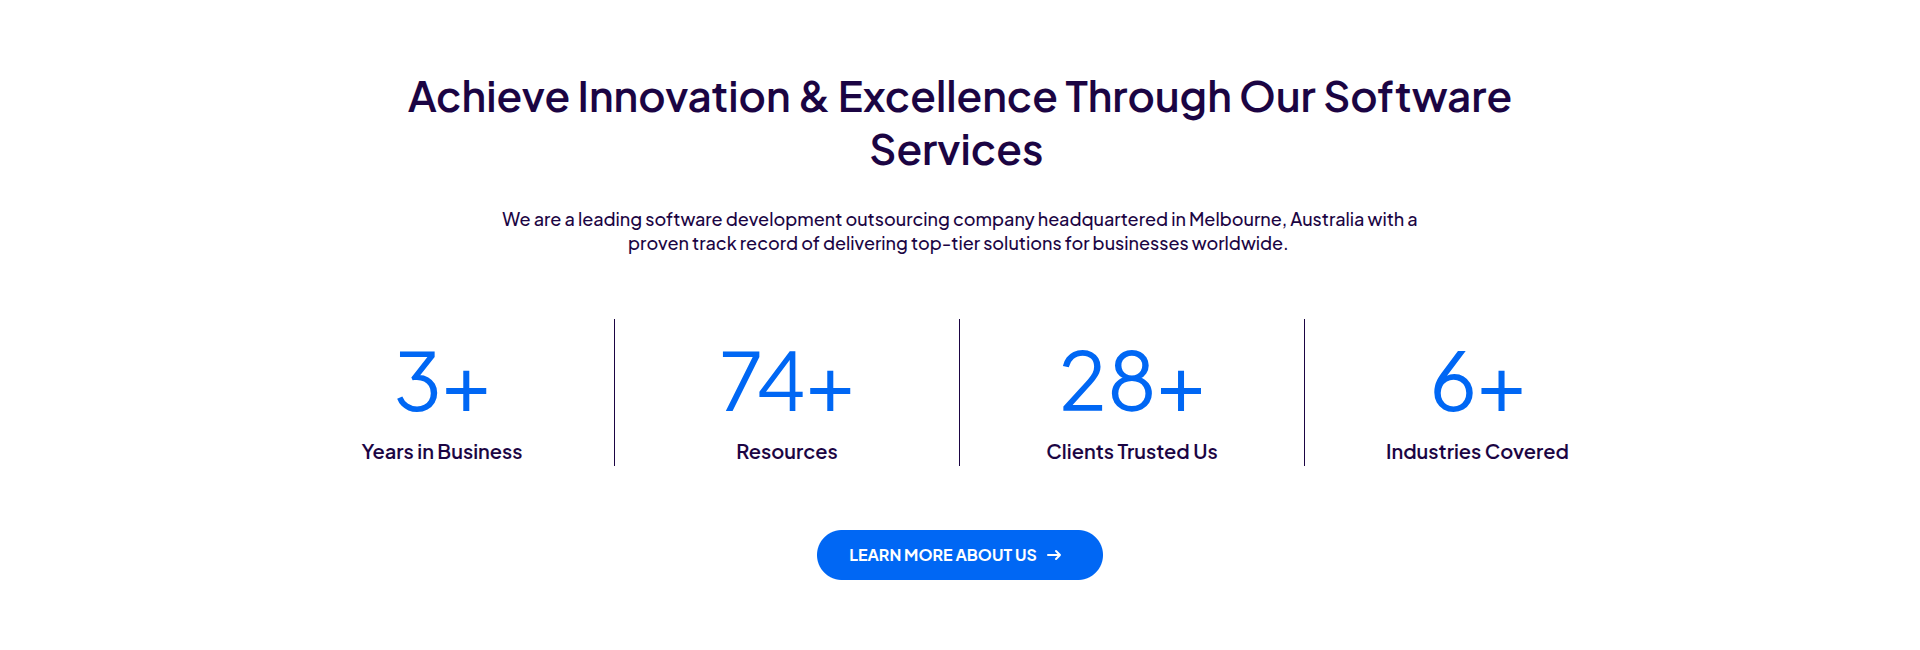 Achieve Innovation & Excellence Through Our Software
Services
We are a leading software development outsourcing company headquartered in Melbourne, Australia with a
proven track record of delivering top-tier solutions for businesses worldwide.
3+
Years in Business
74+
Resources
28+
Clients Trusted Us
6+
Industries Covered
LEARN MORE ABOUT US →